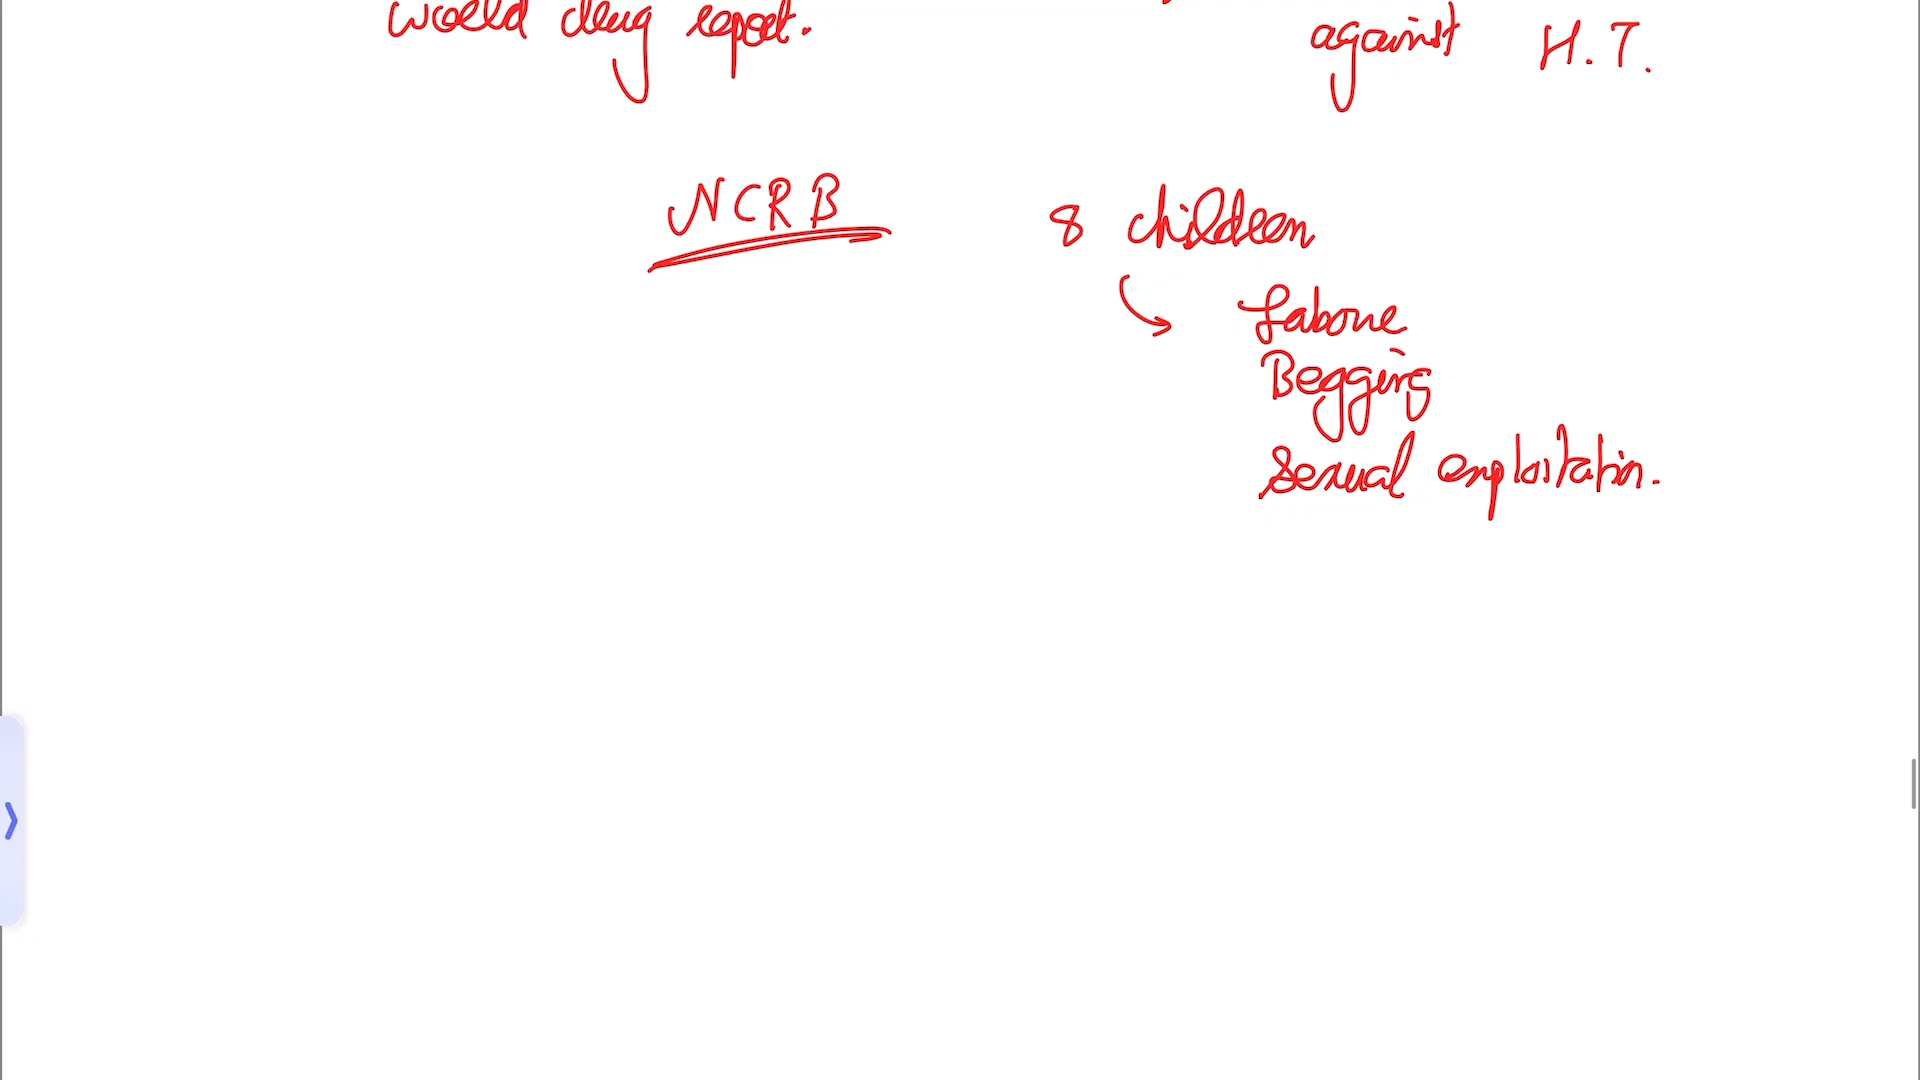 world drug report.
against H.T.
NCRB
8 children
Labour
Begging
Sexual exploitation.